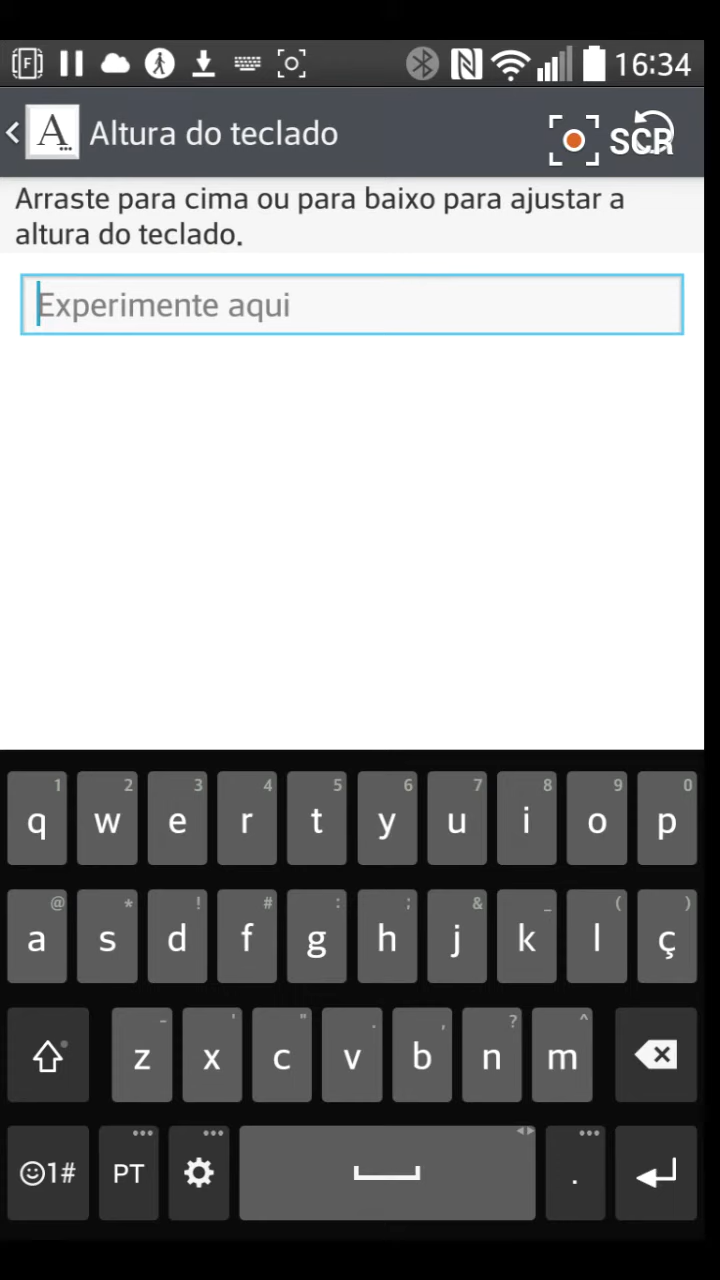 F 16:34
A... Altura do teclado SCR
Arraste para cima ou para baixo para ajustar a
altura do teclado.
Experimente aqui
1 2 3 4 5 6 7 8 9 0
q w e r t y u i o p
@ * ! # : ; & _ ( )
a s d f g h j k l ç
- ' " . , ? ^
z x c v b n m
1# PT .